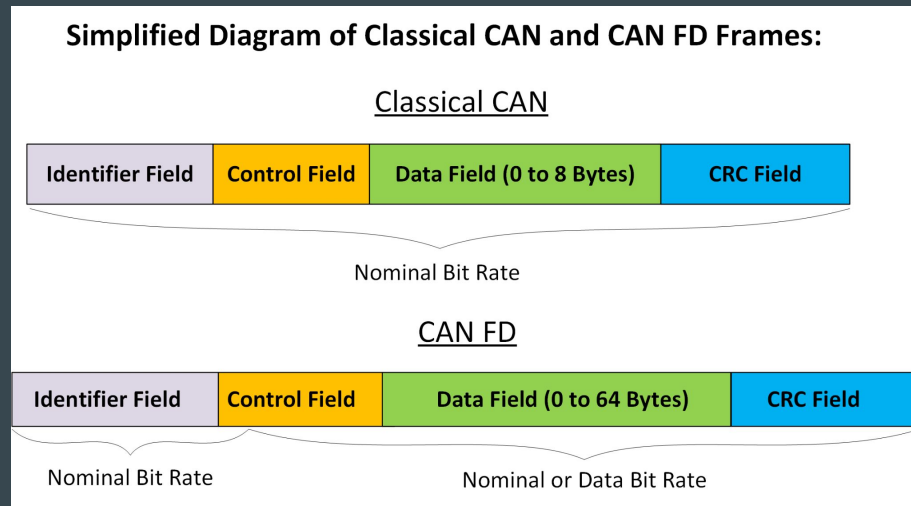 Simplified Diagram of Classical CAN and CAN FD Frames:
Classical CAN
Identifier Field Control Field Data Field (0 to 8 Bytes) CRC Field
Nominal Bit Rate
CAN FD
Identifier Field Control Field Data Field (0 to 64 Bytes) CRC Field
Nominal Bit Rate Nominal or Data Bit Rate